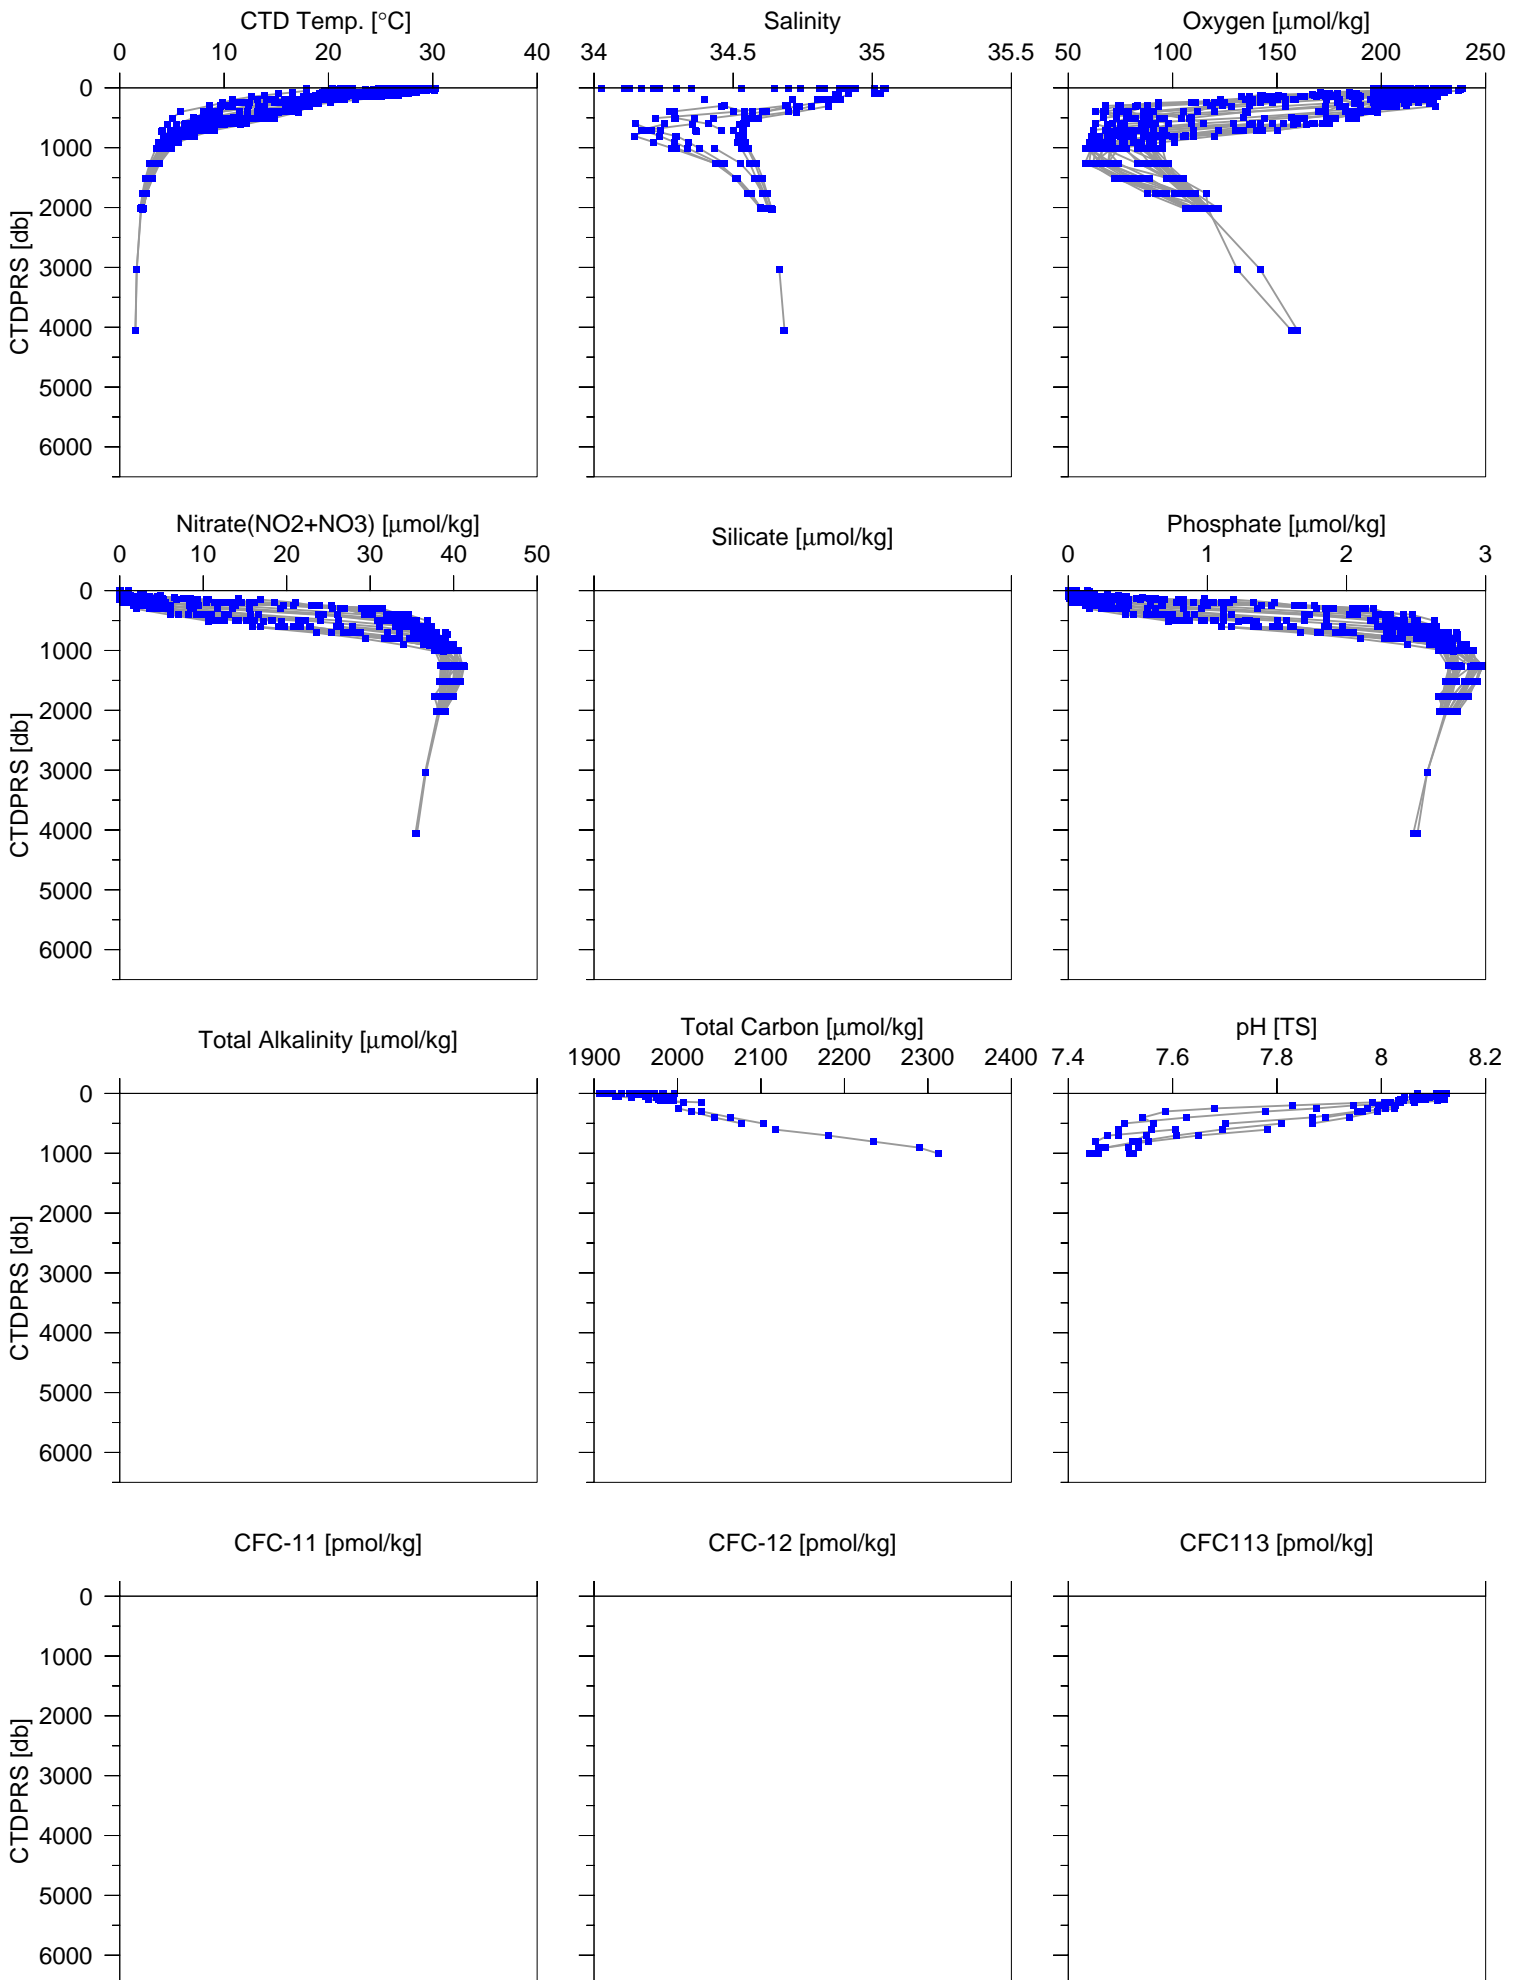 CTD Temp. [°C] Salinity Oxygen [μmol/kg]
0 10 20 30 40 34 34.5 35 35.5 50 100 150 200 250
0
1000
2000
3000
4000
5000
6000
CTDPRS [db]
Nitrate(NO2+NO3) [μmol/kg] Silicate [μmol/kg] Phosphate [μmol/kg]
0 10 20 30 40 50 0 1 2 3
0
1000
2000
3000
4000
5000
6000
CTDPRS [db]
Total Alkalinity [μmol/kg] Total Carbon [μmol/kg] pH [TS]
1900 2000 2100 2200 2300 2400 7.4 7.6 7.8 8 8.2
0
1000
2000
3000
4000
5000
6000
CTDPRS [db]
CFC-11 [pmol/kg] CFC-12 [pmol/kg] CFC113 [pmol/kg]
0
1000
2000
3000
4000
5000
6000
CTDPRS [db]